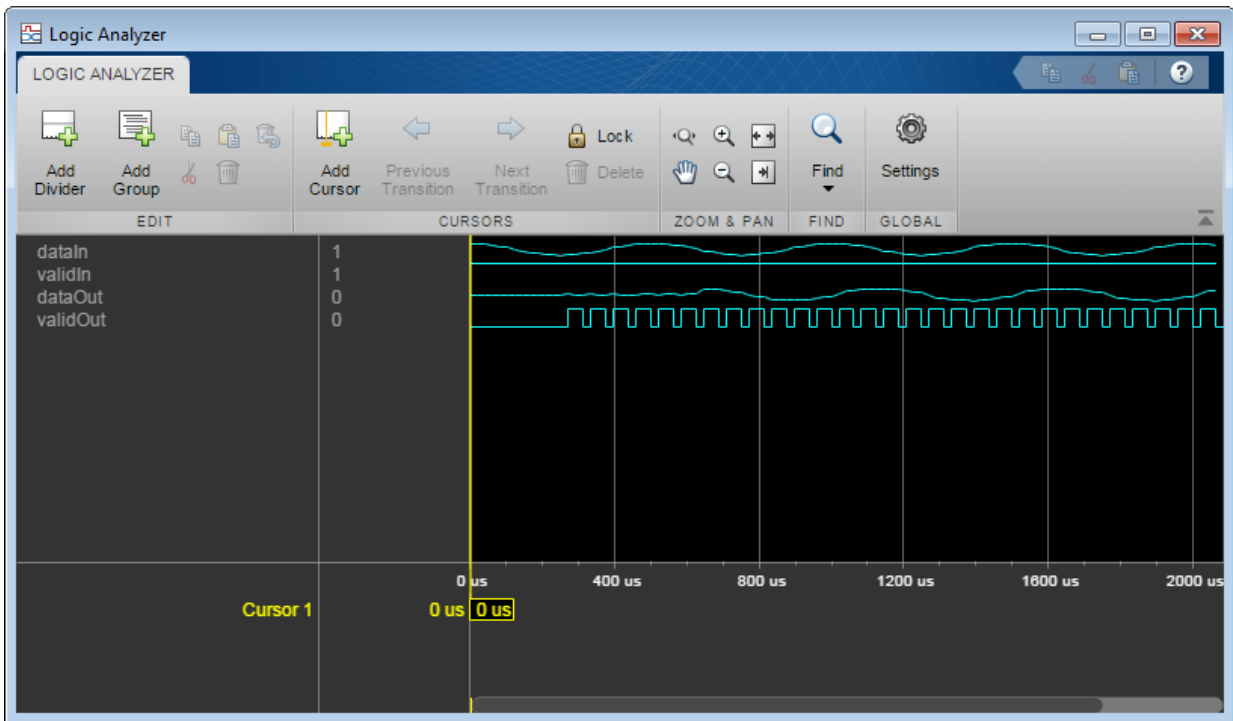 Logic Analyzer
LOGIC ANALYZER
?
Add Divider
Add Group
Add Cursor
Previous Transition
Next Transition
Lock
Delete
Find
Settings
EDIT
CURSORS
ZOOM & PAN
FIND
GLOBAL
dataIn 1
validIn 1
dataOut 0
validOut 0
0 us 400 us 800 us 1200 us 1600 us 2000 us
Cursor 1 0 us 0 us